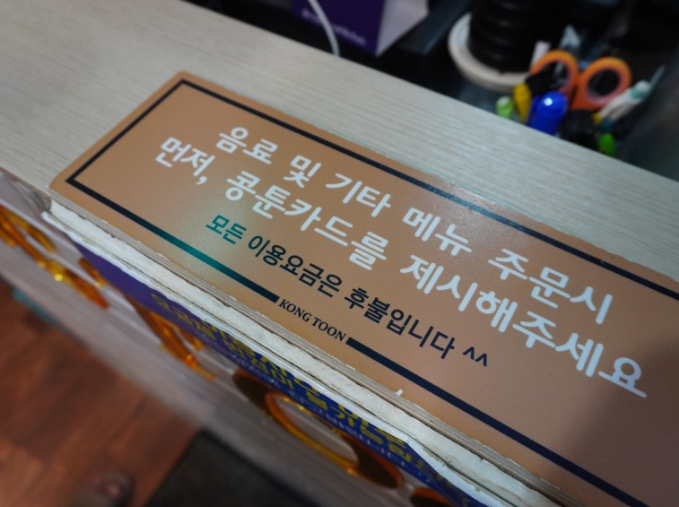 음료 및 기타 메뉴 주문시
먼저, 콩툰카드를 제시해주세요
모든 이용요금은 후불입니다 ^^
KONG TOON